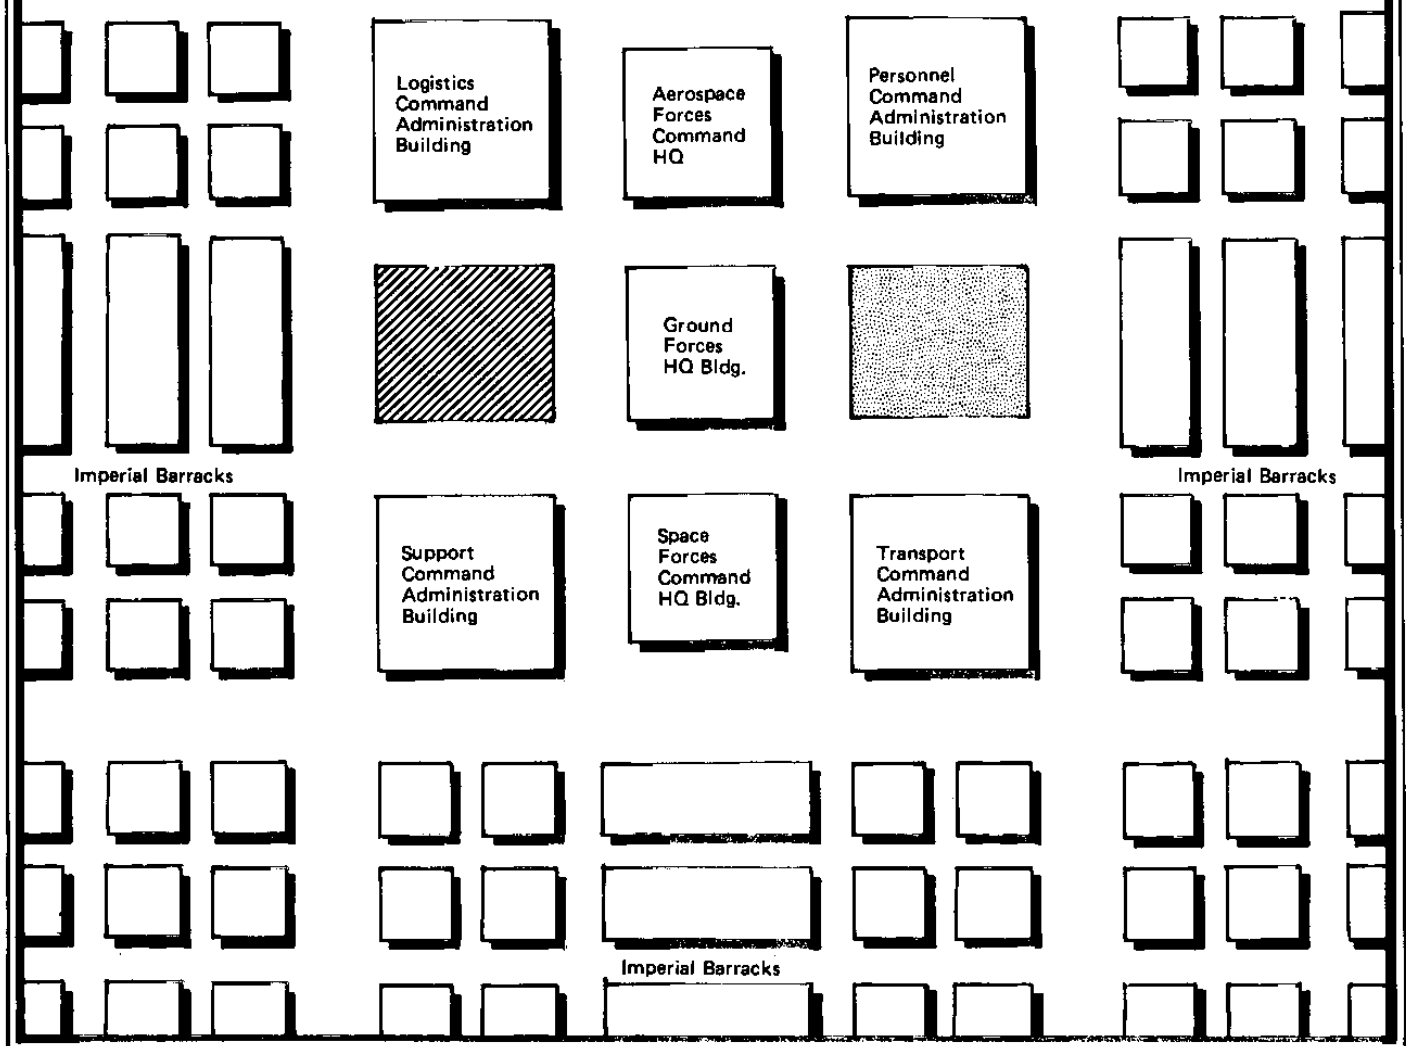 Logistics
Command
Administration
Building
Aerospace
Forces
Command
HQ
Personnel
Command
Administration
Building
Ground
Forces
HQ Bldg.
Imperial Barracks
Imperial Barracks
Support
Command
Administration
Building
Space
Forces
Command
HQ Bldg.
Transport
Command
Administration
Building
Imperial Barracks